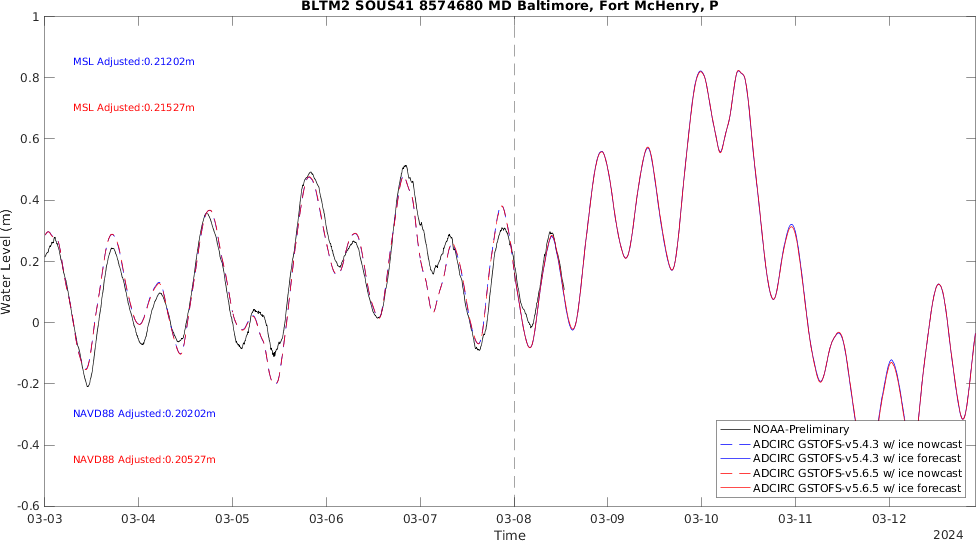 BLTM2 SOUS41 8574680 MD Baltimore, Fort McHenry, P
1
0.8
0.6
0.4
0.2
0
-0.2
-0.4
-0.6
Water Level (m)
MSL Adjusted:0.21202m
MSL Adjusted:0.21527m
NAVD88 Adjusted:0.20202m
NAVD88 Adjusted:0.20527m
NOAA-Preliminary
ADCIRC GSTOFS-v5.4.3 w/ ice nowcast
ADCIRC GSTOFS-v5.4.3 w/ ice forecast
ADCIRC GSTOFS-v5.6.5 w/ ice nowcast
ADCIRC GSTOFS-v5.6.5 w/ ice forecast
03-03 03-04 03-05 03-06 03-07 03-08 03-09 03-10 03-11 03-12
Time
2024